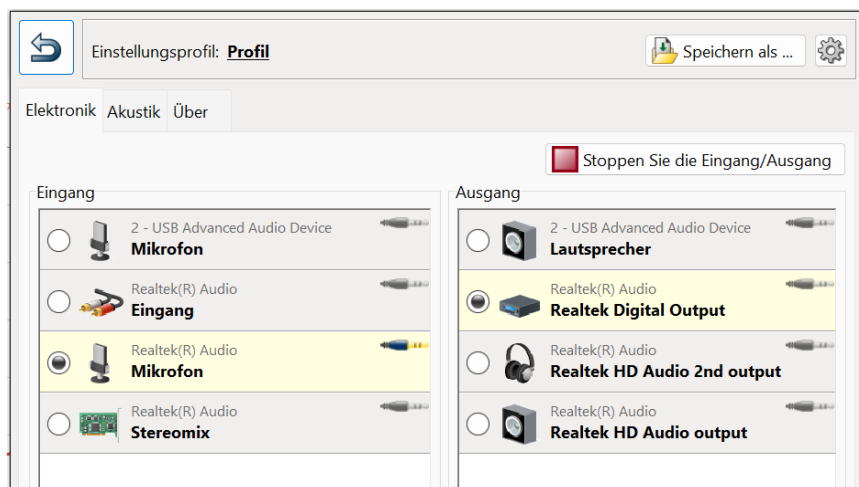 Einstellungsprofil: Profil
Speichern als ...
Elektronik
Akustik
Über
Stoppen Sie die Eingang/Ausgang
Eingang
2 - USB Advanced Audio Device
Mikrofon
Realtek(R) Audio
Eingang
Realtek(R) Audio
Mikrofon
Realtek(R) Audio
Stereomix
Ausgang
2 - USB Advanced Audio Device
Lautsprecher
Realtek(R) Audio
Realtek Digital Output
Realtek(R) Audio
Realtek HD Audio 2nd output
Realtek(R) Audio
Realtek HD Audio output